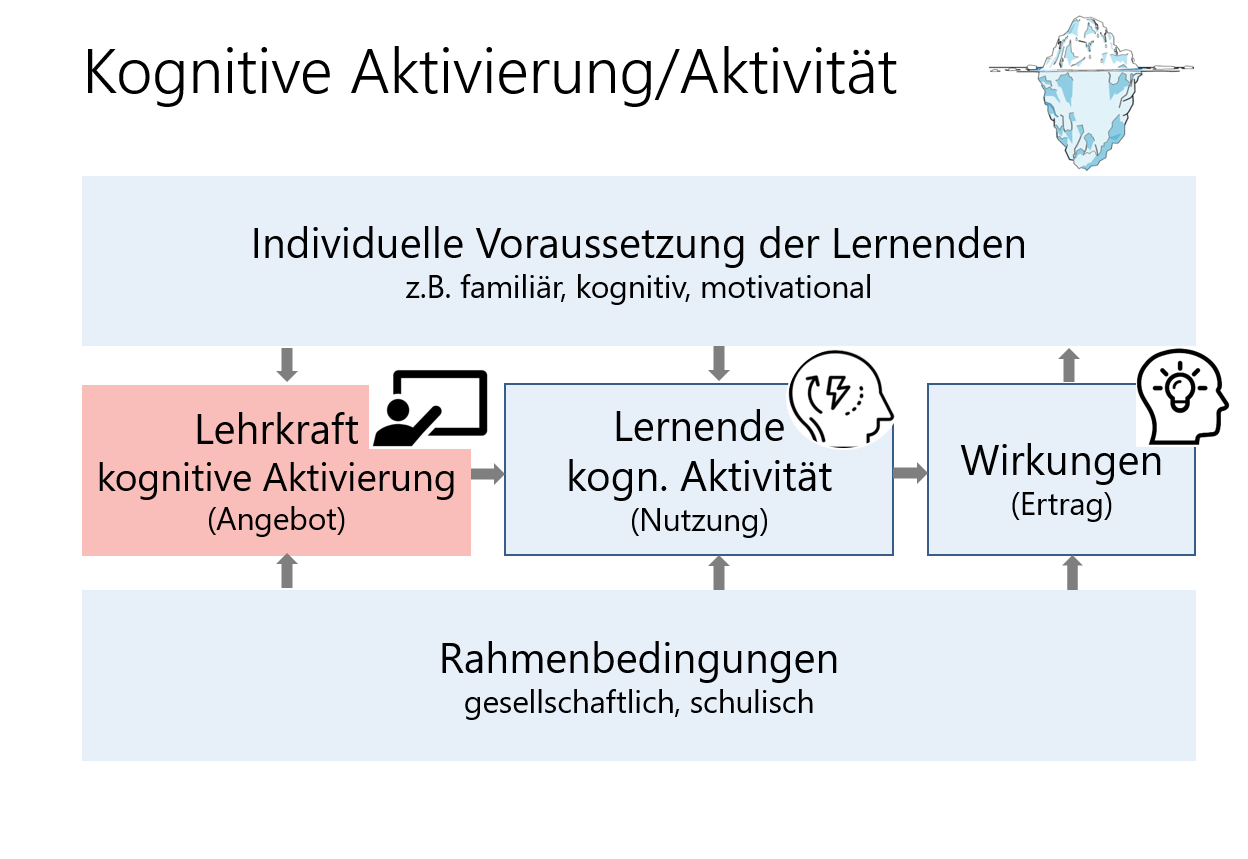 Kognitive Aktivierung/Aktivität
Individuelle Voraussetzung der Lernenden
z.B. familiär, kognitiv, motivational
Lehrkraft
kognitive Aktivierung
(Angebot)
Lernende
kogn. Aktivität
(Nutzung)
Wirkungen
(Ertrag)
Rahmenbedingungen
gesellschaftlich, schulisch